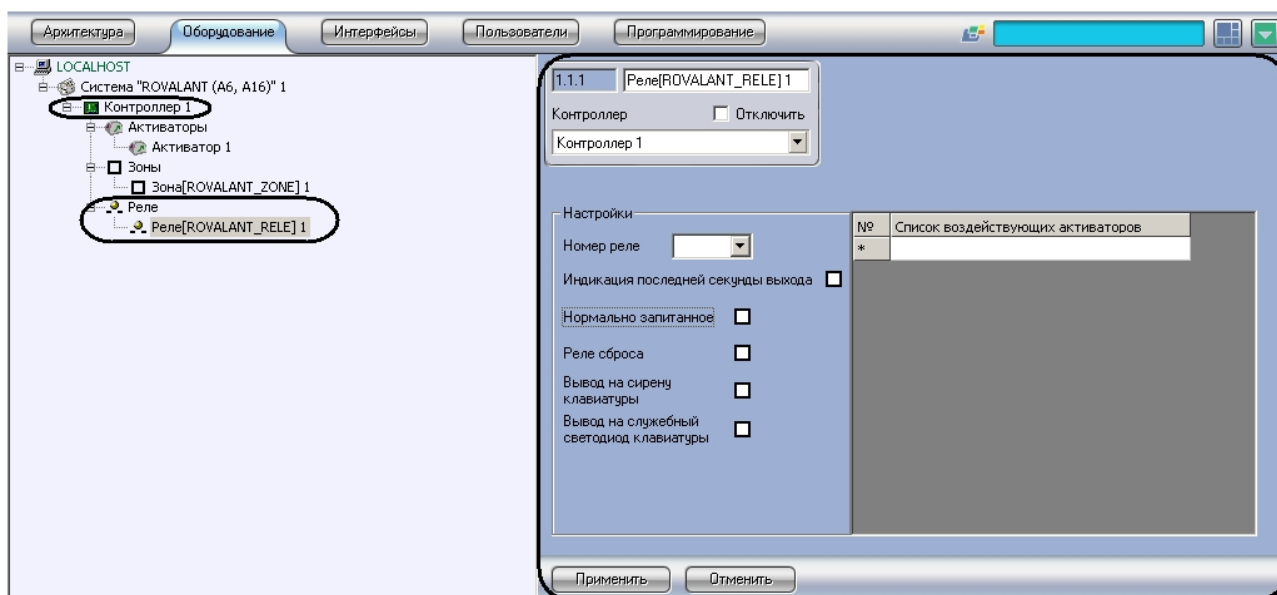 Архитектура
Оборудование
Интерфейсы
Пользователи
Программирование
LOCALHOST
Система "ROVALANT (A6, A16)" 1
Контроллер 1
Активаторы
Активатор 1
Зоны
Зона[ROVALANT_ZONE] 1
Реле
Реле[ROVALANT_RELE] 1
1.1.1
Реле[ROVALANT_RELE] 1
Контроллер
Отключить
Контроллер 1
Настройки
Номер реле
Индикация последней секунды выхода
Нормально запитанное
Реле сброса
Вывод на сирену
клавиатуры
Вывод на служебный
светодиод клавиатуры
№ Список воздействующих активаторов
*
Применить
Отменить